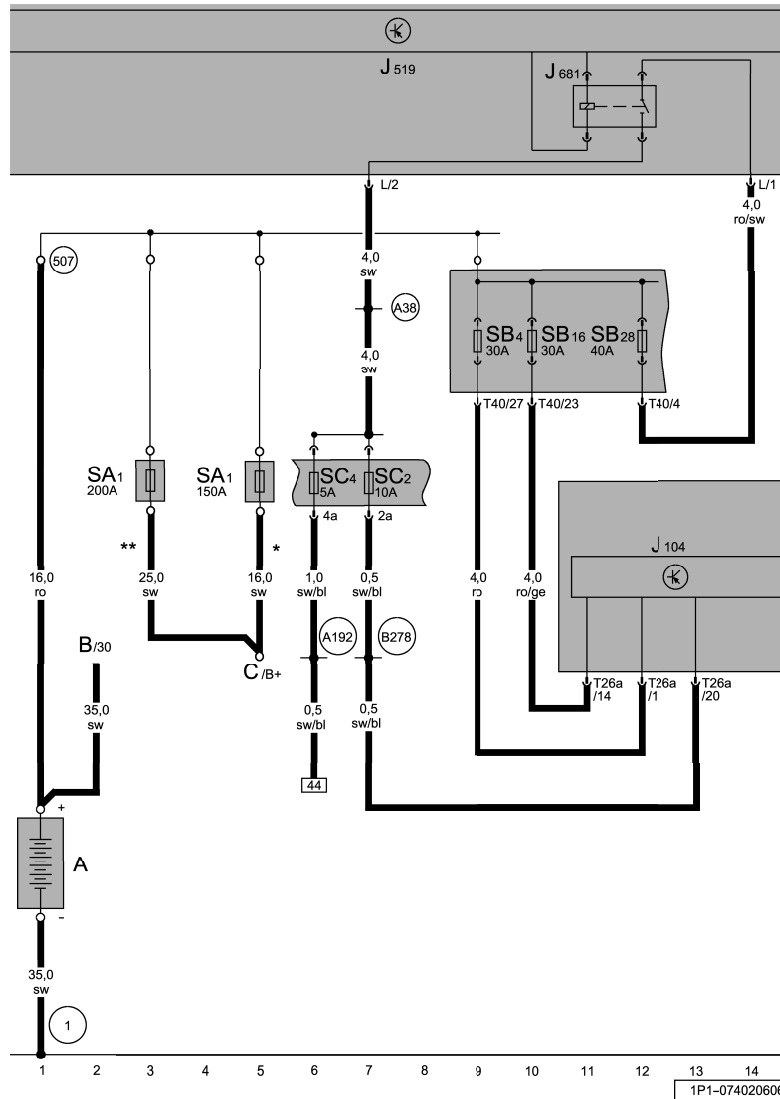 J 519
J 681
L/2
L/1
4,0
ro/sw
507
4,0
sw
A38
4,0
sw
SB4
30A
SB16
30A
SB28
40A
T40/27
T40/23
T40/4
SA1
200A
SA1
150A
SC4
5A
SC2
10A
4a
2a
**
*
J 104
16,0
ro
25,0
sw
16,0
sw
1,0
sw/bl
0,5
sw/bl
4,0
ro
4,0
ro/ge
A192
B278
B/30
C/B+
T26a
/14
T26a
/1
T26a
/20
35,0
sw
0,5
sw/bl
0,5
sw/bl
44
+
A
-
35,0
sw
1
1 2 3 4 5 6 7 8 9 10 11 12 13 14
1P1-07402060